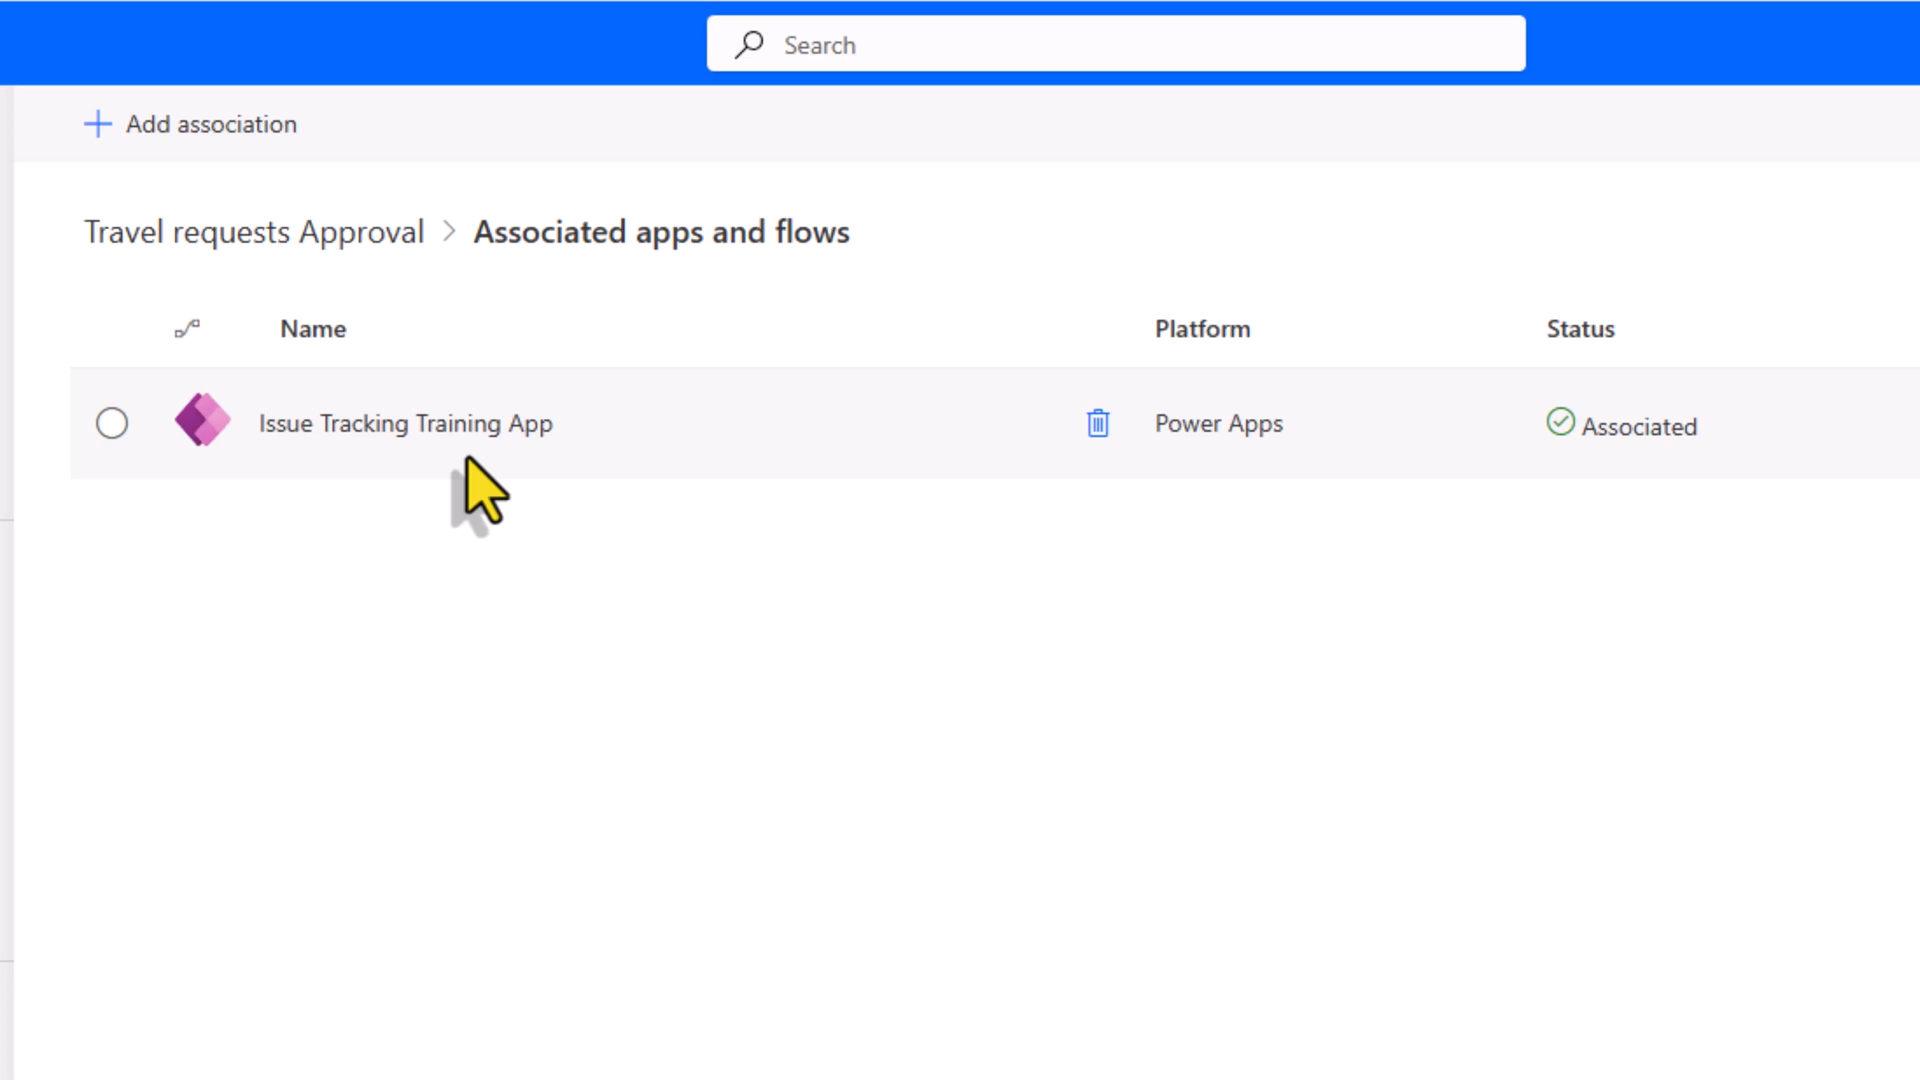 Search
Add association
Travel requests Approval > Associated apps and flows
Name Platform Status
Issue Tracking Training App Power Apps Associated